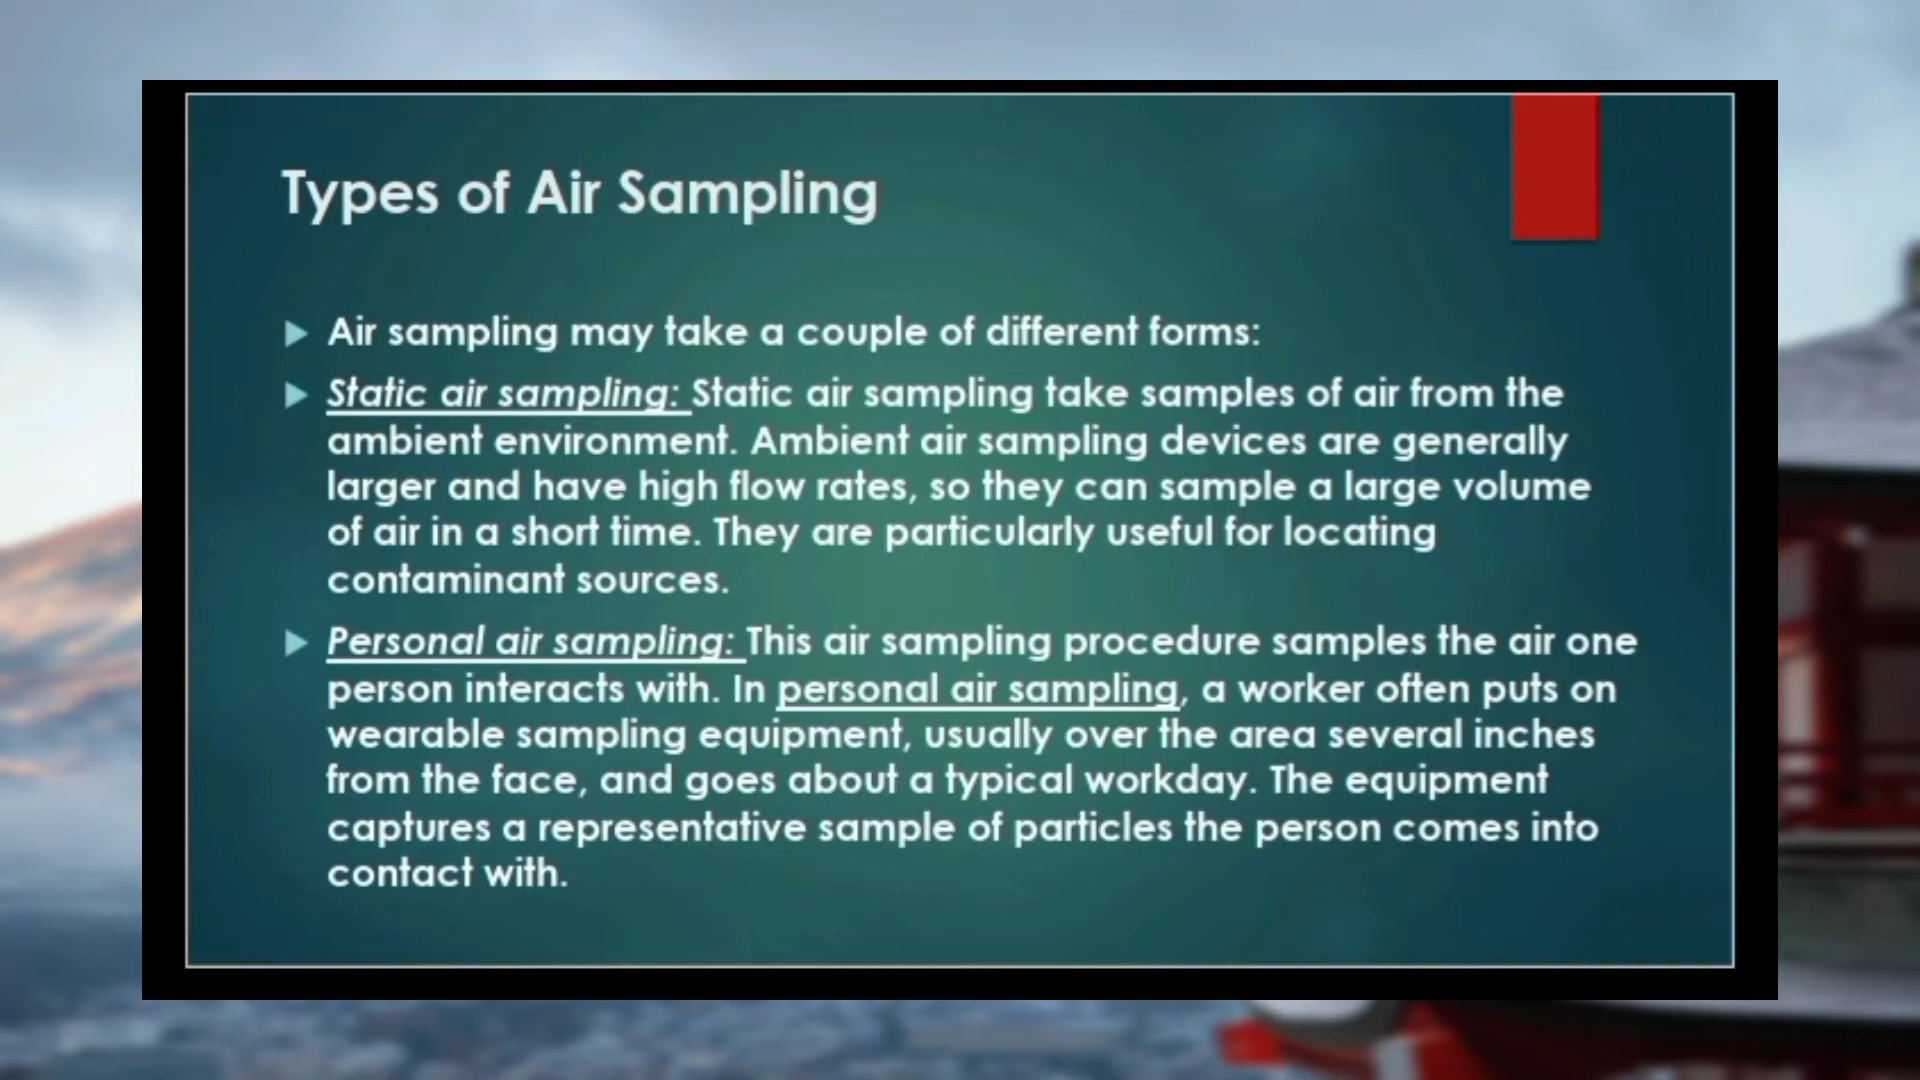 Types of Air Sampling
Air sampling may take a couple of different forms:
Static air sampling: Static air sampling take samples of air from the
ambient environment. Ambient air sampling devices are generally
larger and have high flow rates, so they can sample a large volume
of air in a short time. They are particularly useful for locating
contaminant sources.
Personal air sampling: This air sampling procedure samples the air one
person interacts with. In personal air sampling, a worker often puts on
wearable sampling equipment, usually over the area several inches
from the face, and goes about a typical workday. The equipment
captures a representative sample of particles the person comes into
contact with.